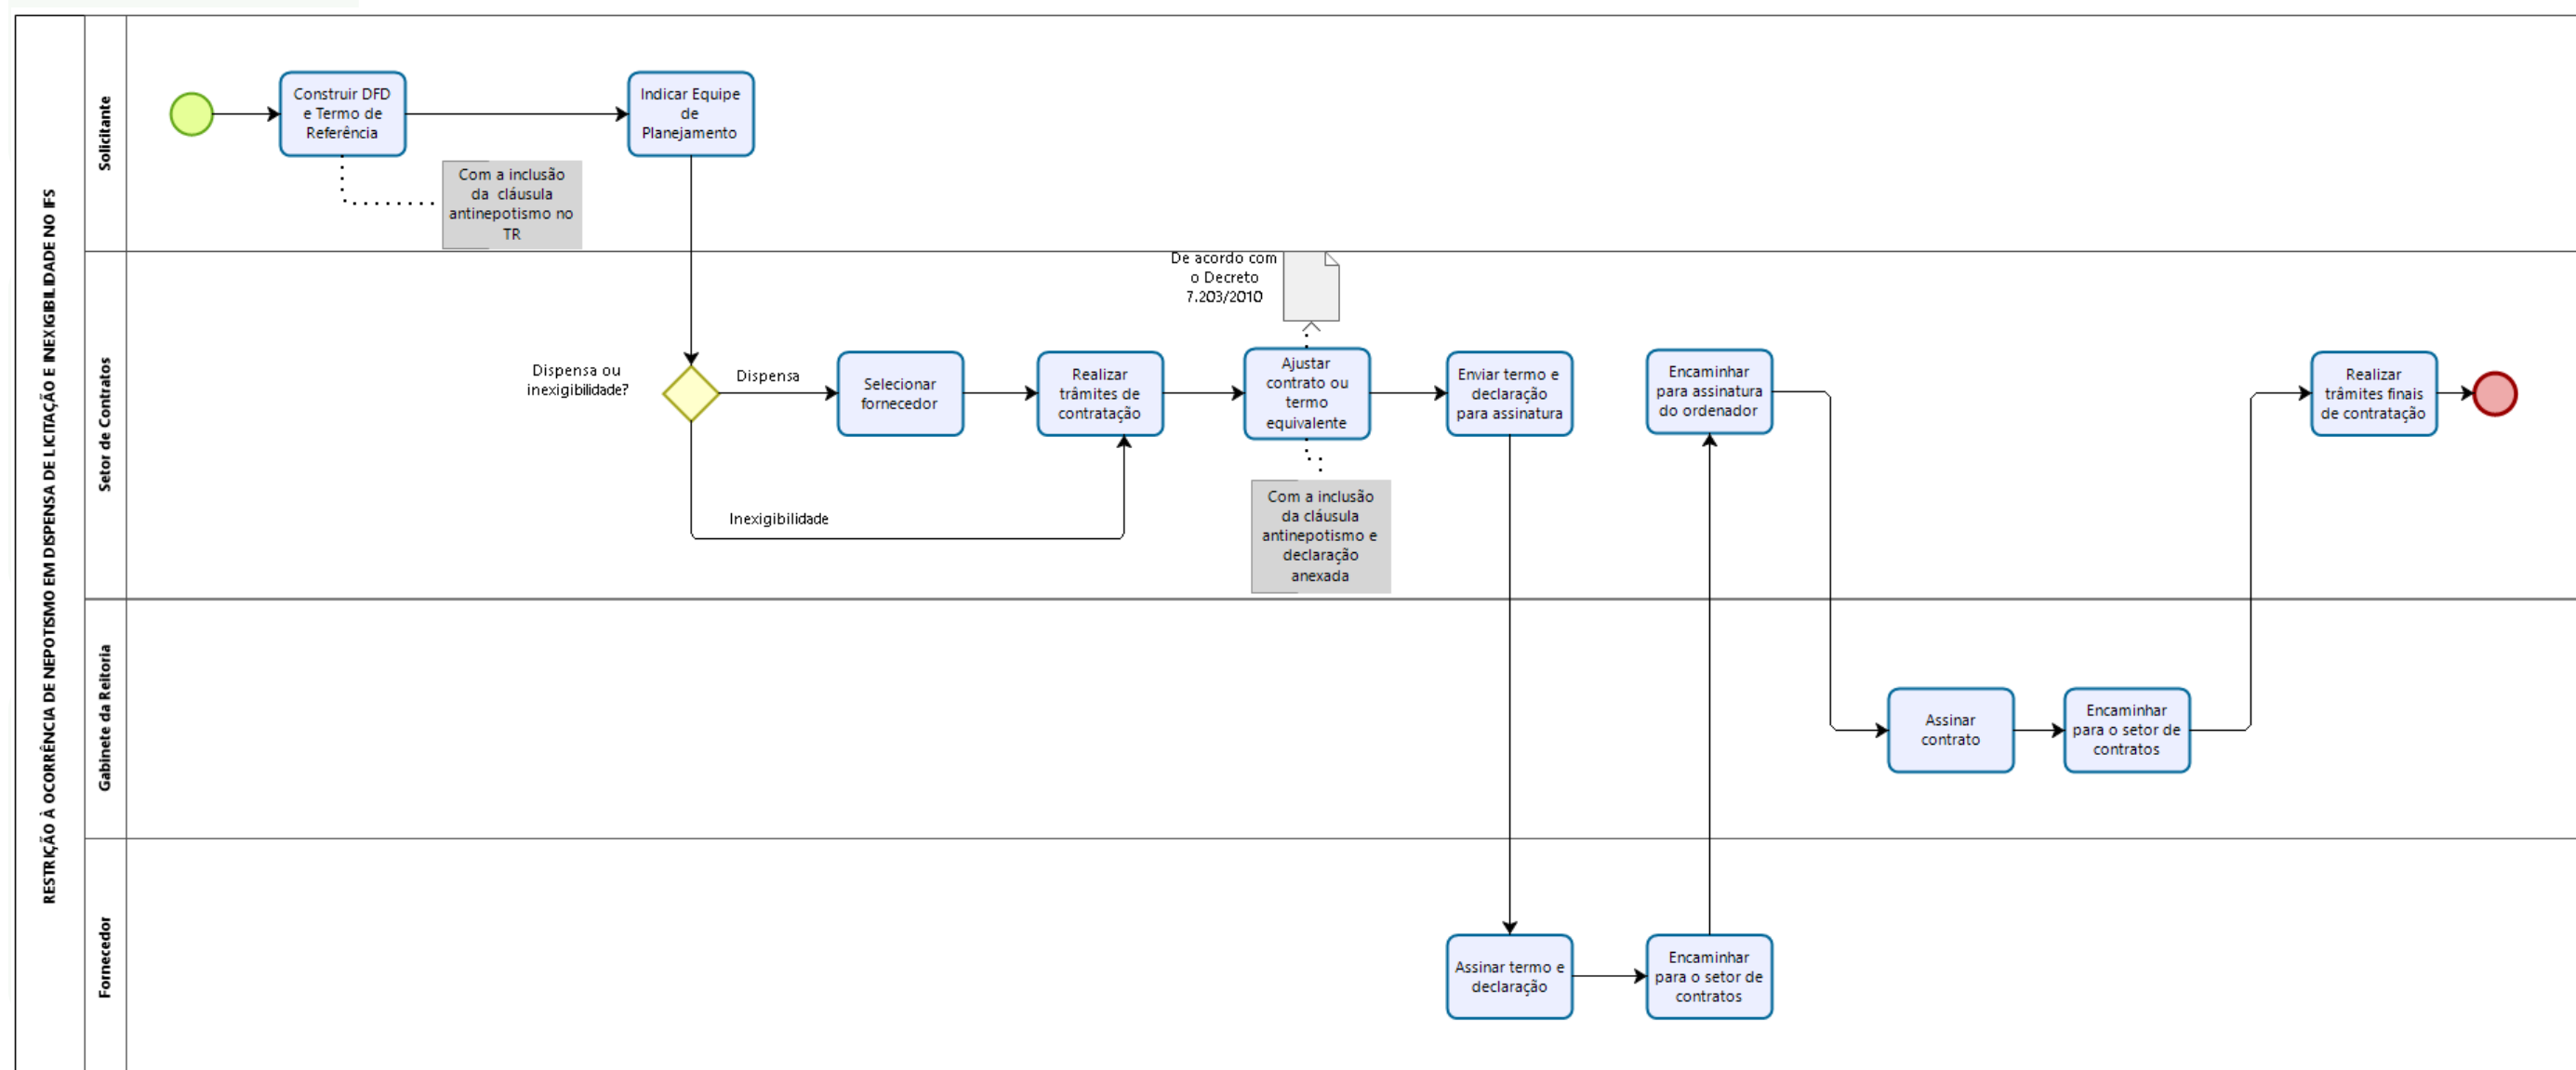 RESTRIÇÃO À OCORRÊNCIA DE NEPOTISMO EM DISPENSA DE LICITAÇÃO E INEXIGIBILIDADE NO IFS
Solicitante
Construir DFD
e Termo de
Referência
Indicar Equipe
de
Planejamento
Com a inclusão
da cláusula
antinepotismo no
TR
Setor de Contratos
De acordo com
o Decreto
7.203/2010
Dispensa ou
inexigibilidade?
Dispensa
Inexigibilidade
Selecionar
fornecedor
Realizar
trâmites de
contratação
Ajustar
contrato ou
termo
equivalente
Com a inclusão
da cláusula
antinepotismo e
declaração
anexada
Enviar termo e
declaração
para assinatura
Encaminhar
para assinatura
do ordenador
Realizar
trâmites finais
de contratação
Gabinete da Reitoria
Assinar
contrato
Encaminhar
para o setor de
contratos
Fornecedor
Assinar termo e
declaração
Encaminhar
para o setor de
contratos